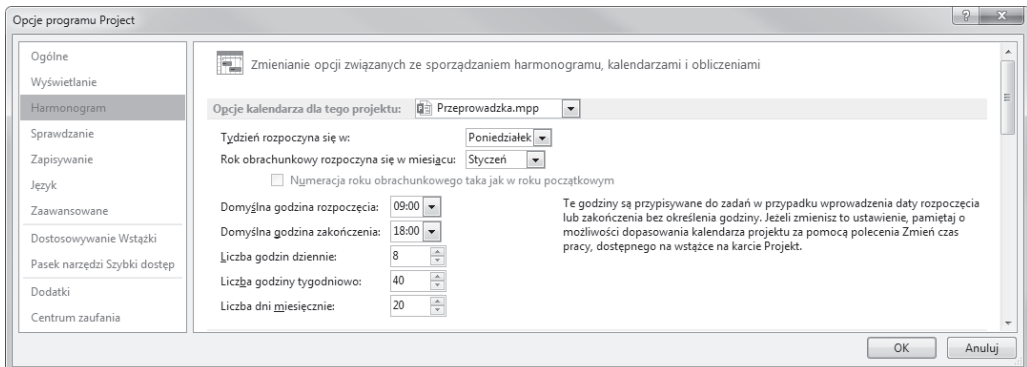 Opcje programu Project
Ogólne
Wyświetlanie
Harmonogram
Sprawdzanie
Zapisywanie
Język
Zaawansowane
Dostosowywanie Wstążki
Pasek narzędzi Szybki dostęp
Dodatki
Centrum zaufania
Zmienianie opcji związanych ze sporządzaniem harmonogramu, kalendarzami i obliczeniami
Opcje kalendarza dla tego projektu: Przeprowadzka.mpp
Tydzień rozpoczyna się w: Poniedziałek
Rok obrachunkowy rozpoczyna się w miesiącu: Styczeń
Numeracja roku obrachunkowego taka jak w roku początkowym
Domyślna godzina rozpoczęcia: 09:00
Domyślna godzina zakończenia: 18:00
Liczba godzin dziennie: 8
Liczba godziny tygodniowo: 40
Liczba dni miesięcznie: 20
Te godziny są przypisywane do zadań w przypadku wprowadzenia daty rozpoczęcia
lub zakończenia bez określenia godziny. Jeżeli zmienisz to ustawienie, pamiętaj o
możliwości dopasowania kalendarza projektu za pomocą polecenia Zmień czas
pracy, dostępnego na wstążce na karcie Projekt.
OK
Anuluj